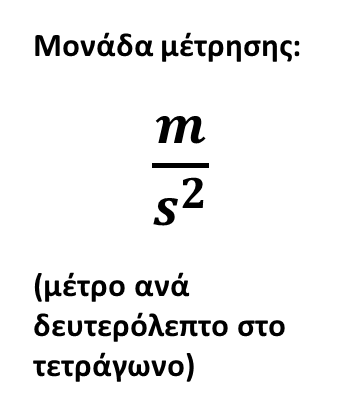 Μονάδα μέτρησης:
m
s²
(μέτρο ανά
δευτερόλεπτο στο
τετράγωνο)